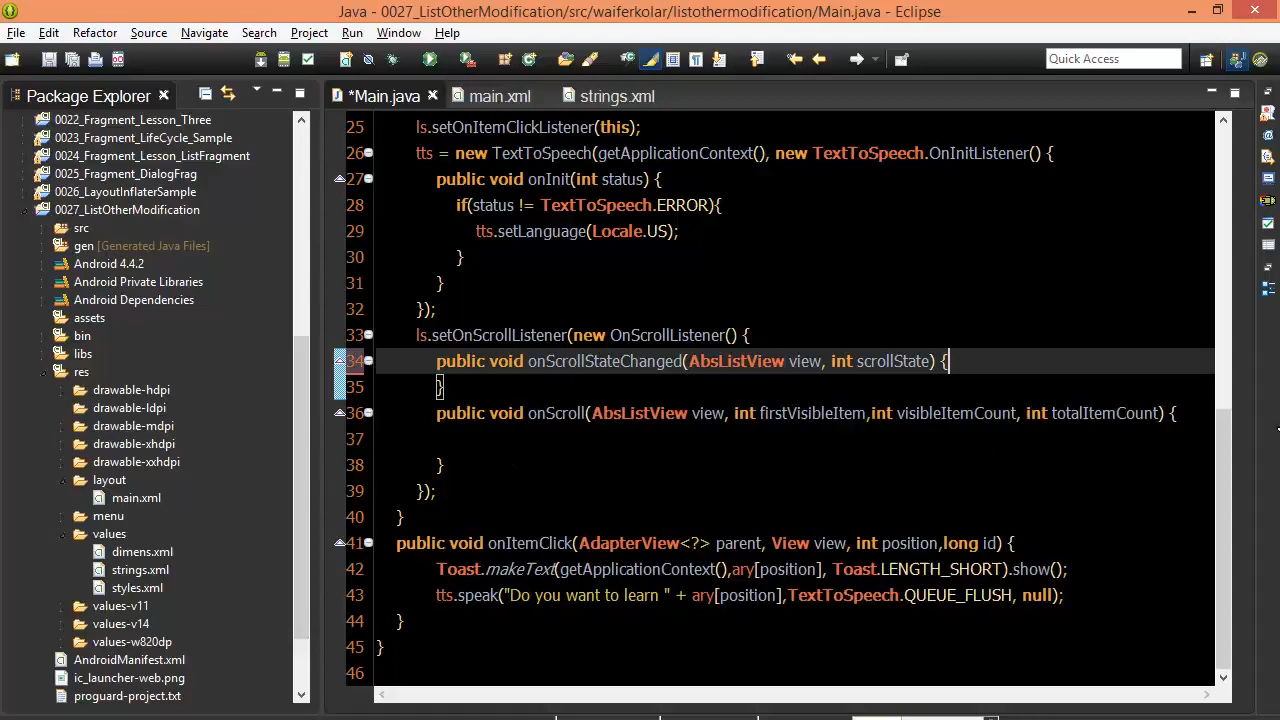 Java - 0027_ListOtherModification/src/waiferkolar/listothermodification/Main.java - Eclipse
File Edit Refactor Source Navigate Search Project Run Window Help
Quick Access
Package Explorer
*Main.java main.xml strings.xml
0022_Fragment_Lesson_Three
0023_Fragment_LifeCycle_Sample
0024_Fragment_Lesson_ListFragment
0025_Fragment_DialogFrag
0026_LayoutInflaterSample
0027_ListOtherModification
src
gen [Generated Java Files]
Android 4.4.2
Android Private Libraries
Android Dependencies
assets
bin
libs
res
drawable-hdpi
drawable-ldpi
drawable-mdpi
drawable-xhdpi
drawable-xxhdpi
layout
main.xml
menu
values
dimens.xml
strings.xml
styles.xml
values-v11
values-v14
values-w820dp
AndroidManifest.xml
ic_launcher-web.png
proguard-project.txt
25 ls.setOnItemClickListener(this);
26 tts = new TextToSpeech(getApplicationContext(), new TextToSpeech.OnInitListener() {
27 public void onInit(int status) {
28 if(status != TextToSpeech.ERROR){
29 tts.setLanguage(Locale.US);
30 }
31 }
32 });
33 ls.setOnScrollListener(new OnScrollListener() {
34 public void onScrollStateChanged(AbsListView view, int scrollState) {
35 }
36 public void onScroll(AbsListView view, int firstVisibleItem,int visibleItemCount, int totalItemCount) {
37
38 }
39 });
40 }
41 public void onItemClick(AdapterView<?> parent, View view, int position,long id) {
42 Toast.makeText(getApplicationContext(),ary[position], Toast.LENGTH_SHORT).show();
43 tts.speak("Do you want to learn " + ary[position],TextToSpeech.QUEUE_FLUSH, null);
44 }
45 }
46